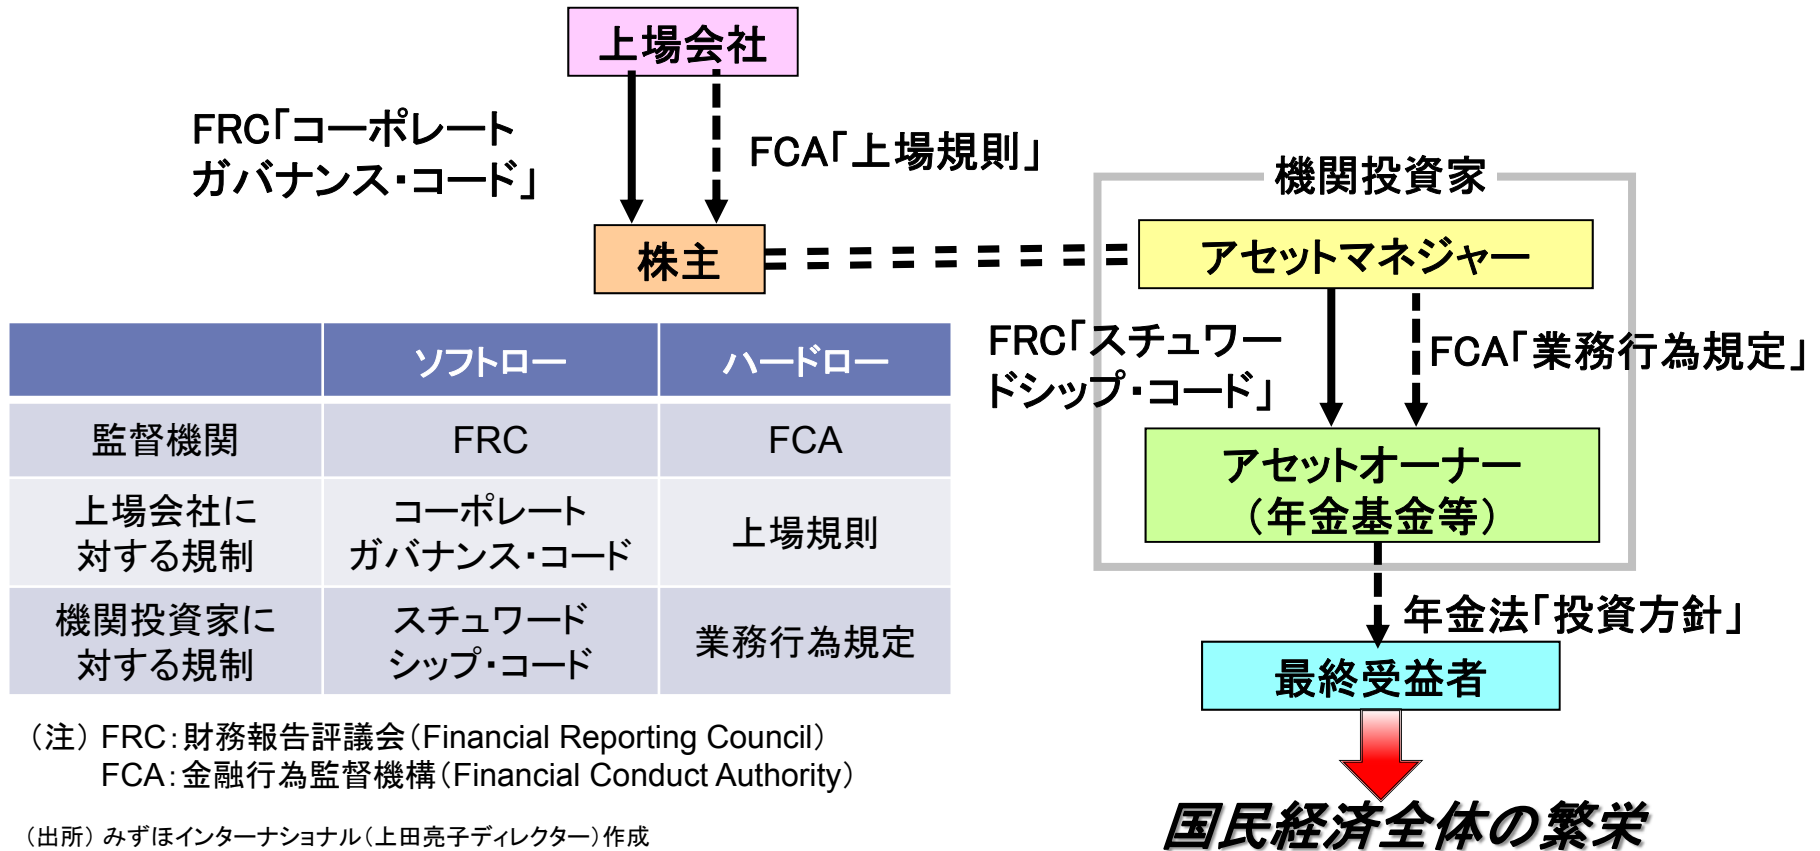 上場会社
FRC「コーポレート
ガバナンス・コード」
FCA「上場規則」
株主
機関投資家
アセットマネジャー
FRC「スチュワー
ドシップ・コード」
FCA「業務行為規定」
アセットオーナー
（年金基金等）
年金法「投資方針」
最終受益者
国民経済全体の繁栄
ソフトロー ハードロー
監督機関 FRC FCA
上場会社に
対する規制
コーポレート
ガバナンス・コード
上場規則
機関投資家に
対する規制
スチュワード
シップ・コード
業務行為規定
（注） FRC：財務報告評議会（Financial Reporting Council）
FCA：金融行為監督機構（Financial Conduct Authority）
（出所） みずほインターナショナル（上田亮子ディレクター）作成